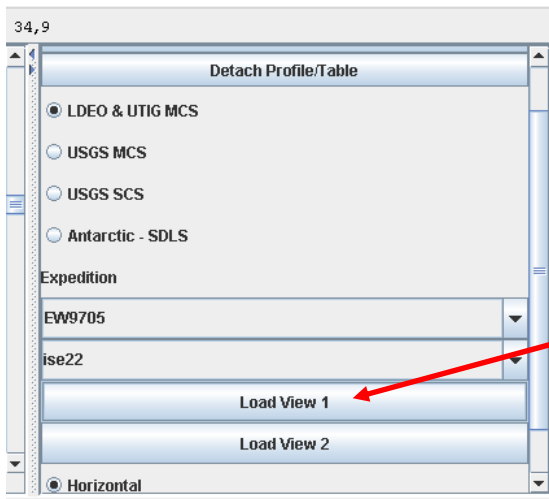 34,9
Detach Profile/Table
LDEO & UTIG MCS
USGS MCS
USGS SCS
Antarctic - SDLS
Expedition
EW9705
ise22
Load View 1
Load View 2
Horizontal